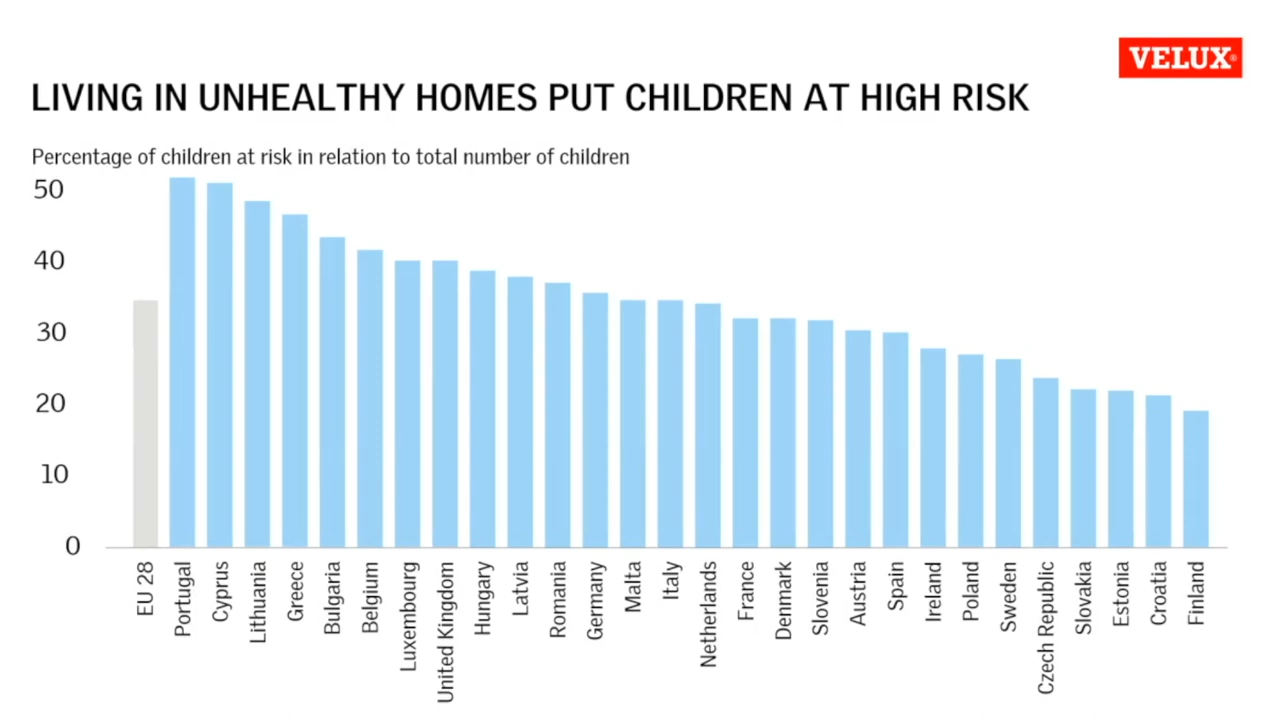 VELUX®
LIVING IN UNHEALTHY HOMES PUT CHILDREN AT HIGH RISK
Percentage of children at risk in relation to total number of children
50
40
30
20
10
0
EU 28
Portugal
Cyprus
Lithuania
Greece
Bulgaria
Belgium
Luxembourg
United Kingdom
Hungary
Latvia
Romania
Germany
Malta
Italy
Netherlands
France
Denmark
Slovenia
Austria
Spain
Ireland
Poland
Sweden
Czech Republic
Slovakia
Estonia
Croatia
Finland